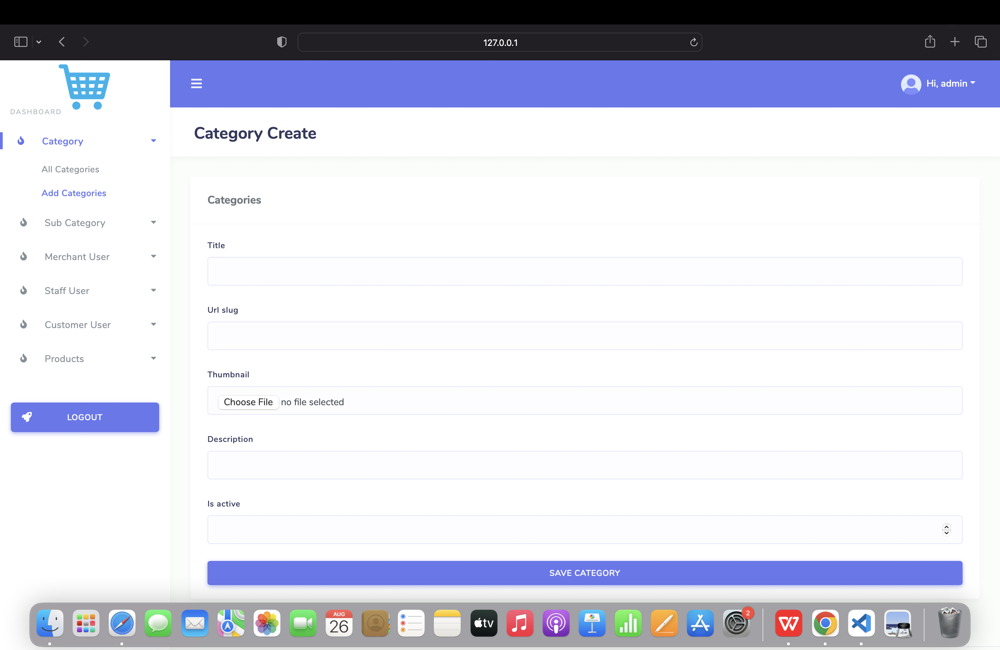 127.0.0.1
DASHBOARD
Hi, admin
Category Create
Category
All Categories
Add Categories
Sub Category
Merchant User
Staff User
Customer User
Products
LOGOUT
Categories
Title
Url slug
Thumbnail
Choose File no file selected
Description
Is active
SAVE CATEGORY
AUG
26
tv
2